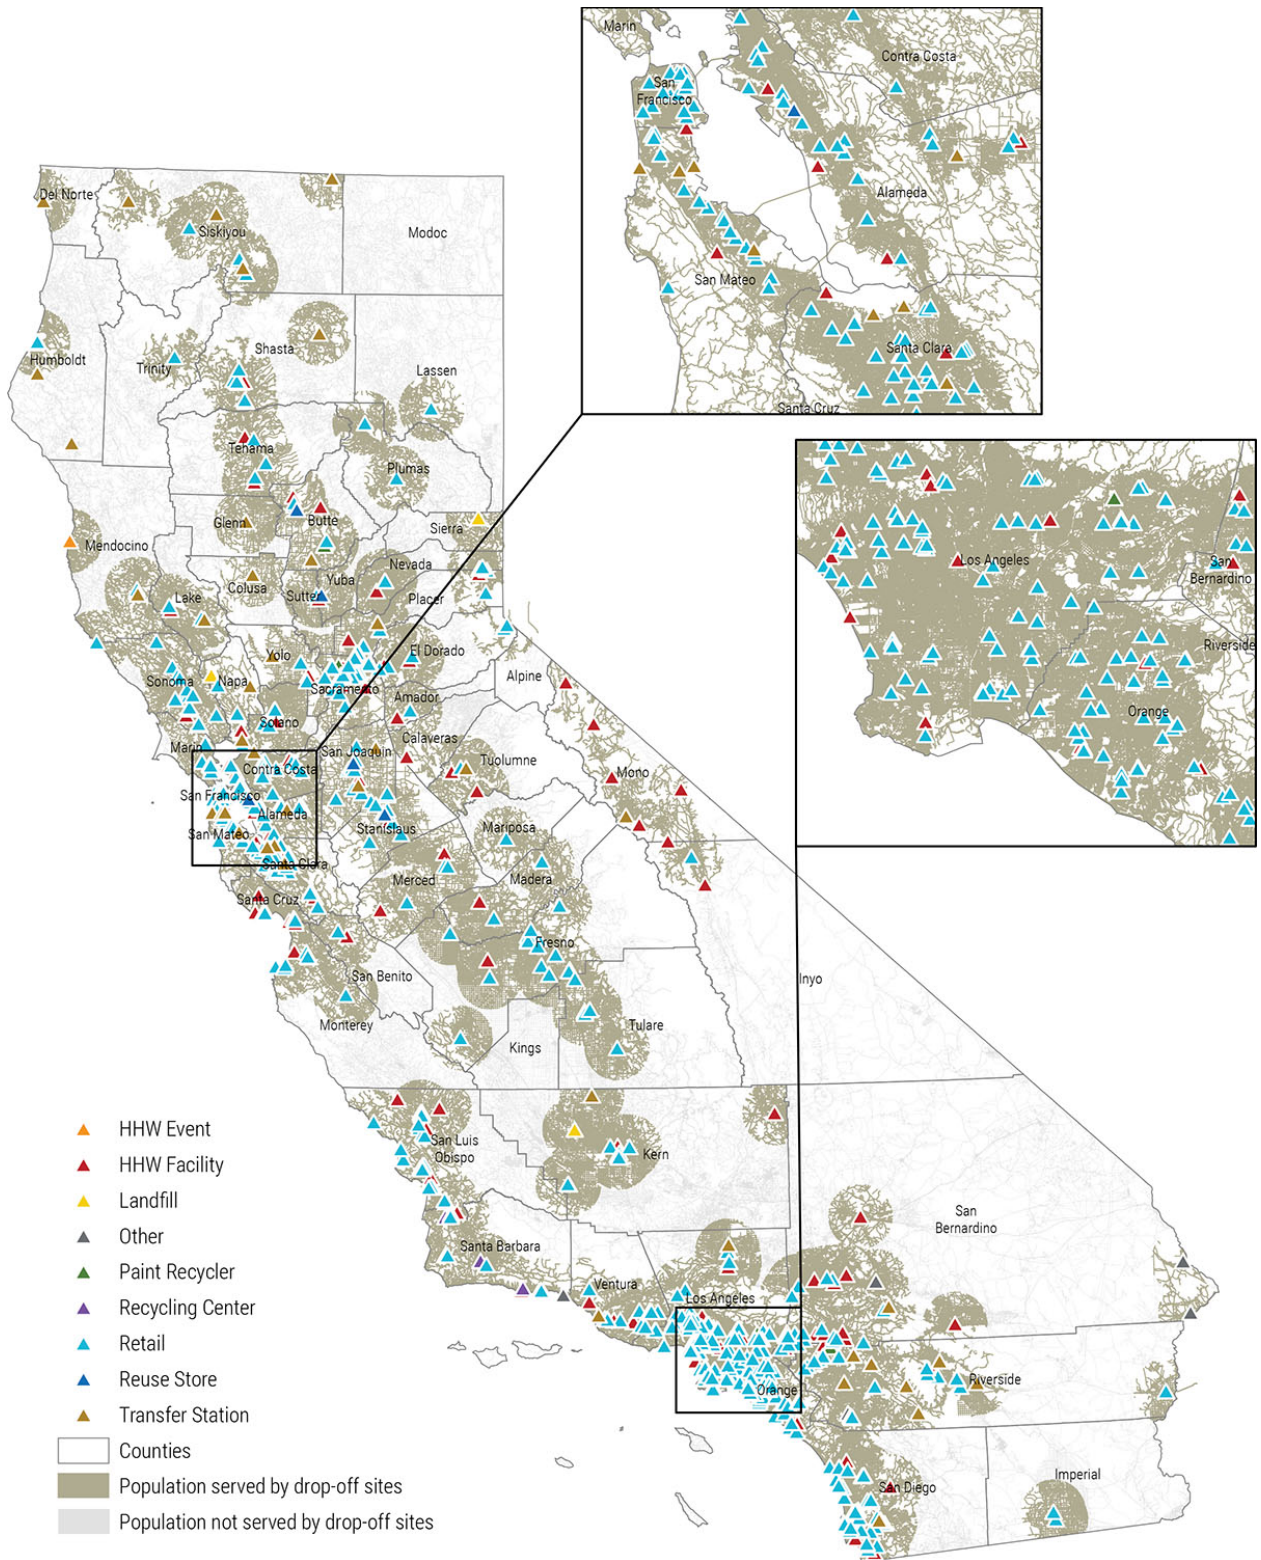 Marin
Contra Costa
San
Francisco
Alameda
San Mateo
Santa Clara
Santa Cruz
Del Norte
Siskiyou
Modoc
Humboldt
Trinity
Shasta
Lassen
Tehama
Plumas
Glenn
Butte
Sierra
Mendocino
Nevada
Colusa
Yuba
Lake
Sutter
Placer
Yolo
El Dorado
Sonoma
Napa
Sacramento
Alpine
Amador
Solano
Calaveras
Marin
San Joaquin
Tuolumne
Contra Costa
Mono
San Francisco
Alameda
San Mateo
Stanislaus
Mariposa
Santa Clara
Merced
Madera
Santa Cruz
Fresno
San Benito
Inyo
Monterey
Tulare
Kings
San Luis
Obispo
Kern
San
Bernardino
Santa Barbara
Ventura
Los Angeles
Orange
Riverside
San Diego
Imperial
Los Angeles
San
Bernardino
Riverside
Orange
HHW Event
HHW Facility
Landfill
Other
Paint Recycler
Recycling Center
Retail
Reuse Store
Transfer Station
Counties
Population served by drop-off sites
Population not served by drop-off sites